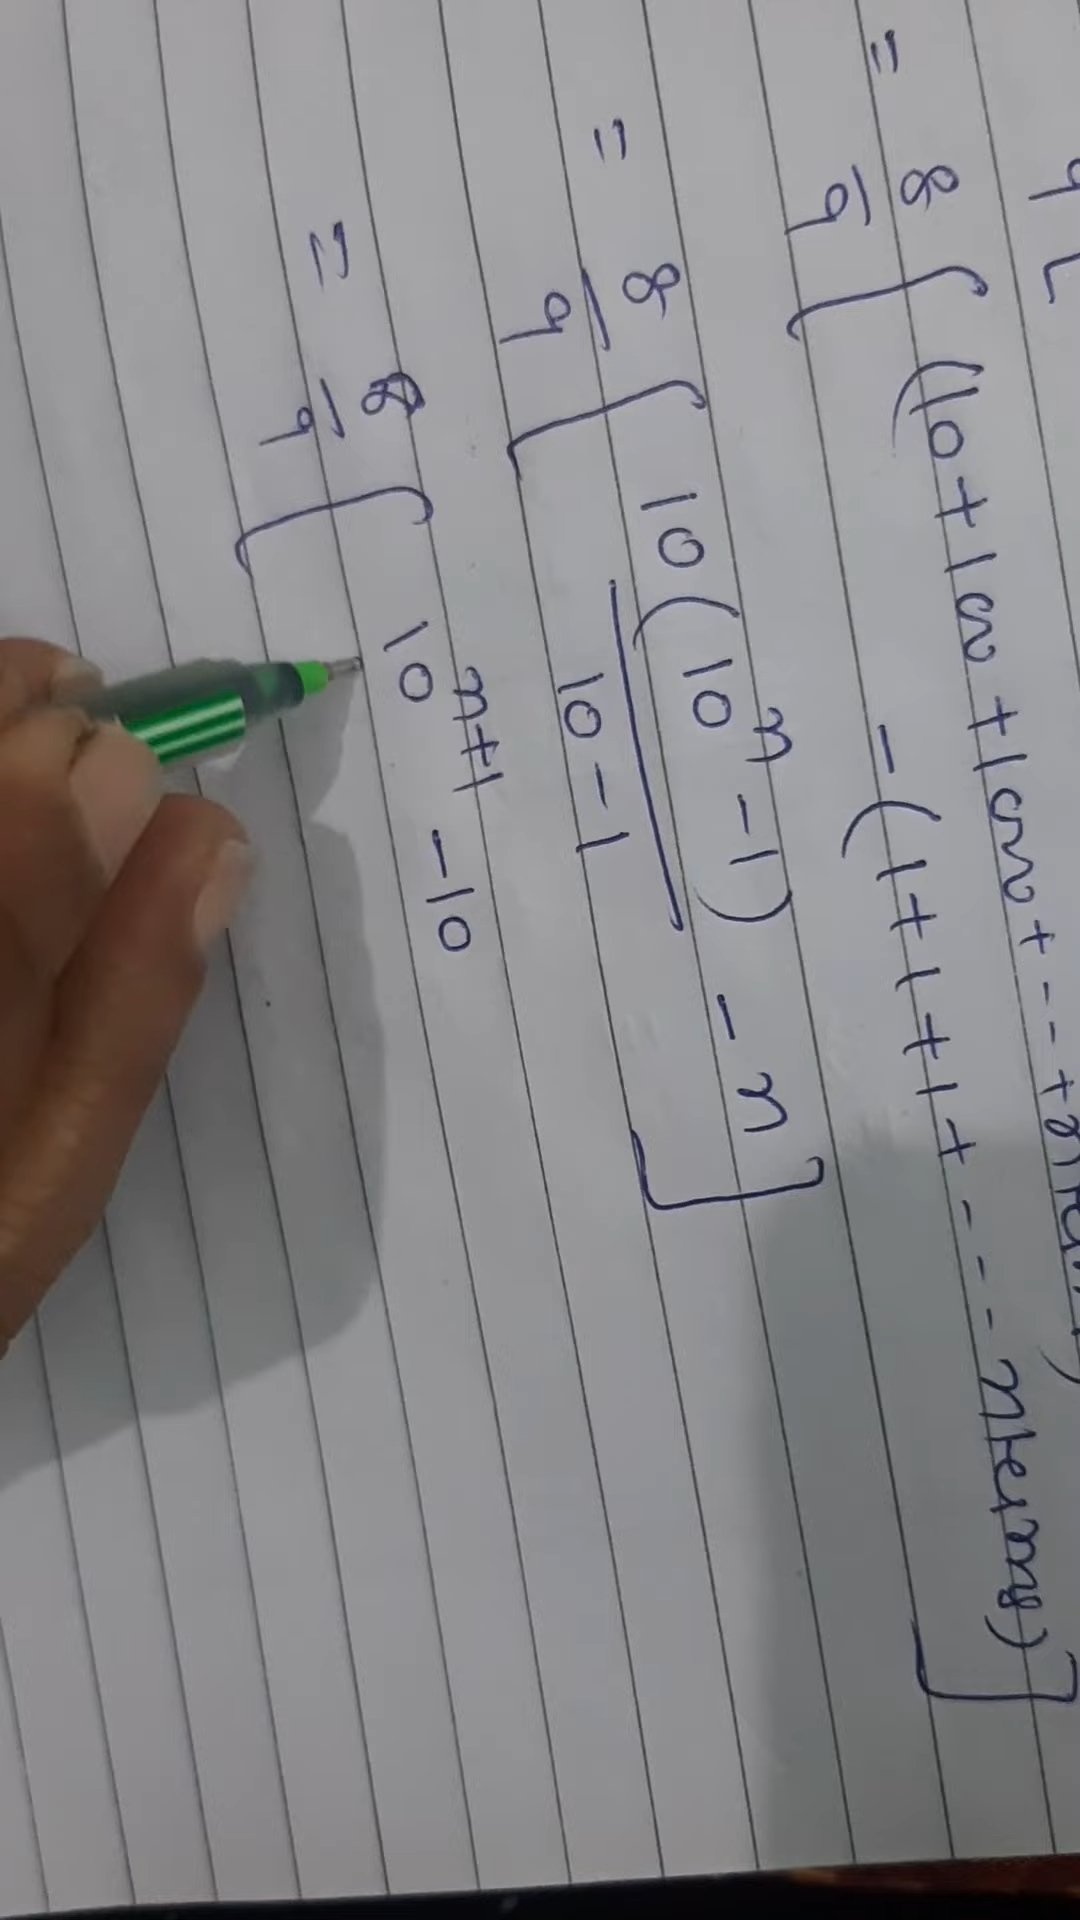 9 [
= 8/9 [ (10 + 100 + 1000 + - - + n
- (1 + 1 + 1 + - - - n terms) ]
= 8/9 [ 10(10^n - 1)/(10 - 1) - n ]
= 8/9 [ 10^(n+1) - 10